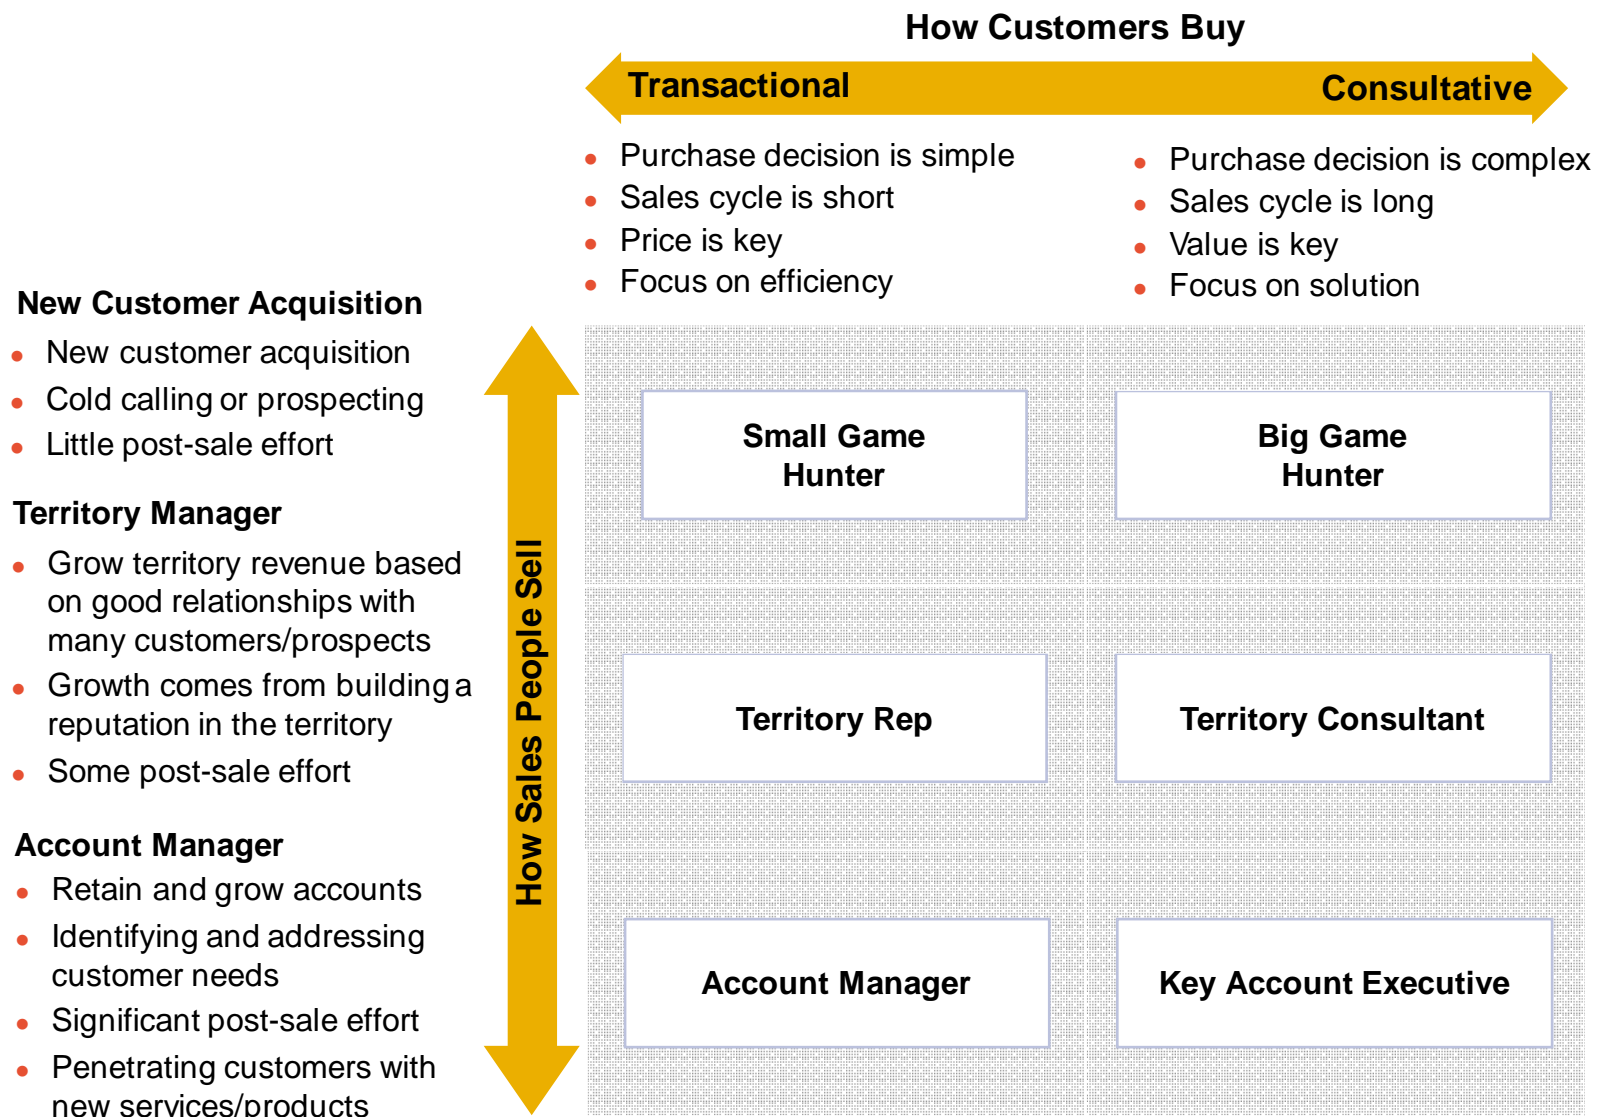 How Customers Buy
Transactional
Consultative
Purchase decision is simple
Sales cycle is short
Price is key
Focus on efficiency
Purchase decision is complex
Sales cycle is long
Value is key
Focus on solution
New Customer Acquisition
New customer acquisition
Cold calling or prospecting
Little post-sale effort
Territory Manager
Grow territory revenue based
on good relationships with
many customers/prospects
Growth comes from building a
reputation in the territory
Some post-sale effort
Account Manager
Retain and grow accounts
Identifying and addressing
customer needs
Significant post-sale effort
Penetrating customers with
new services/products
How Sales People Sell
Small Game
Hunter
Big Game
Hunter
Territory Rep
Territory Consultant
Account Manager
Key Account Executive